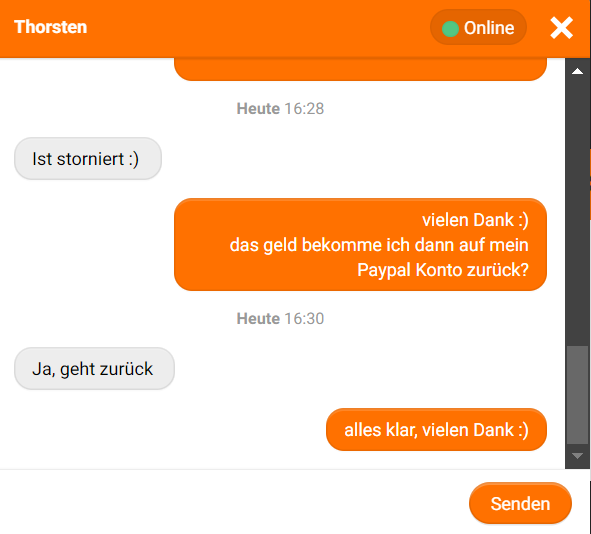 Thorsten
Online
Heute 16:28
Ist storniert :)
vielen Dank :)
das geld bekomme ich dann auf mein
Paypal Konto zurück?
Heute 16:30
Ja, geht zurück
alles klar, vielen Dank :)
Senden